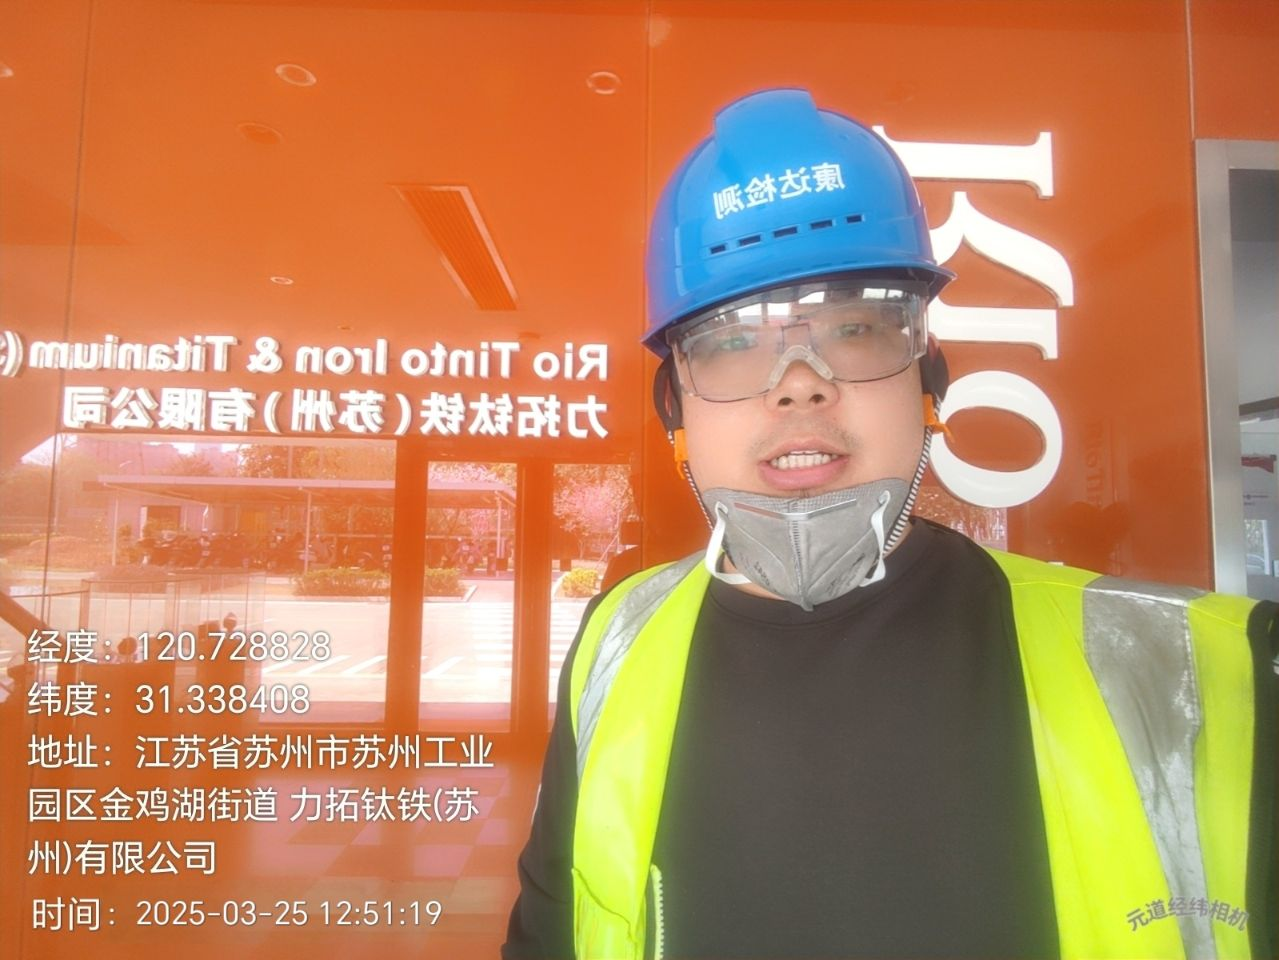 康达检测
Rio
Rio Tinto Iron & Titanium (
力拓钛铁（苏州）有限公司
经度：120.728828
纬度：31.338408
地址：江苏省苏州市苏州工业
园区金鸡湖街道 力拓钛铁(苏
州)有限公司
时间：2025-03-25 12:51:19
元道经纬相机